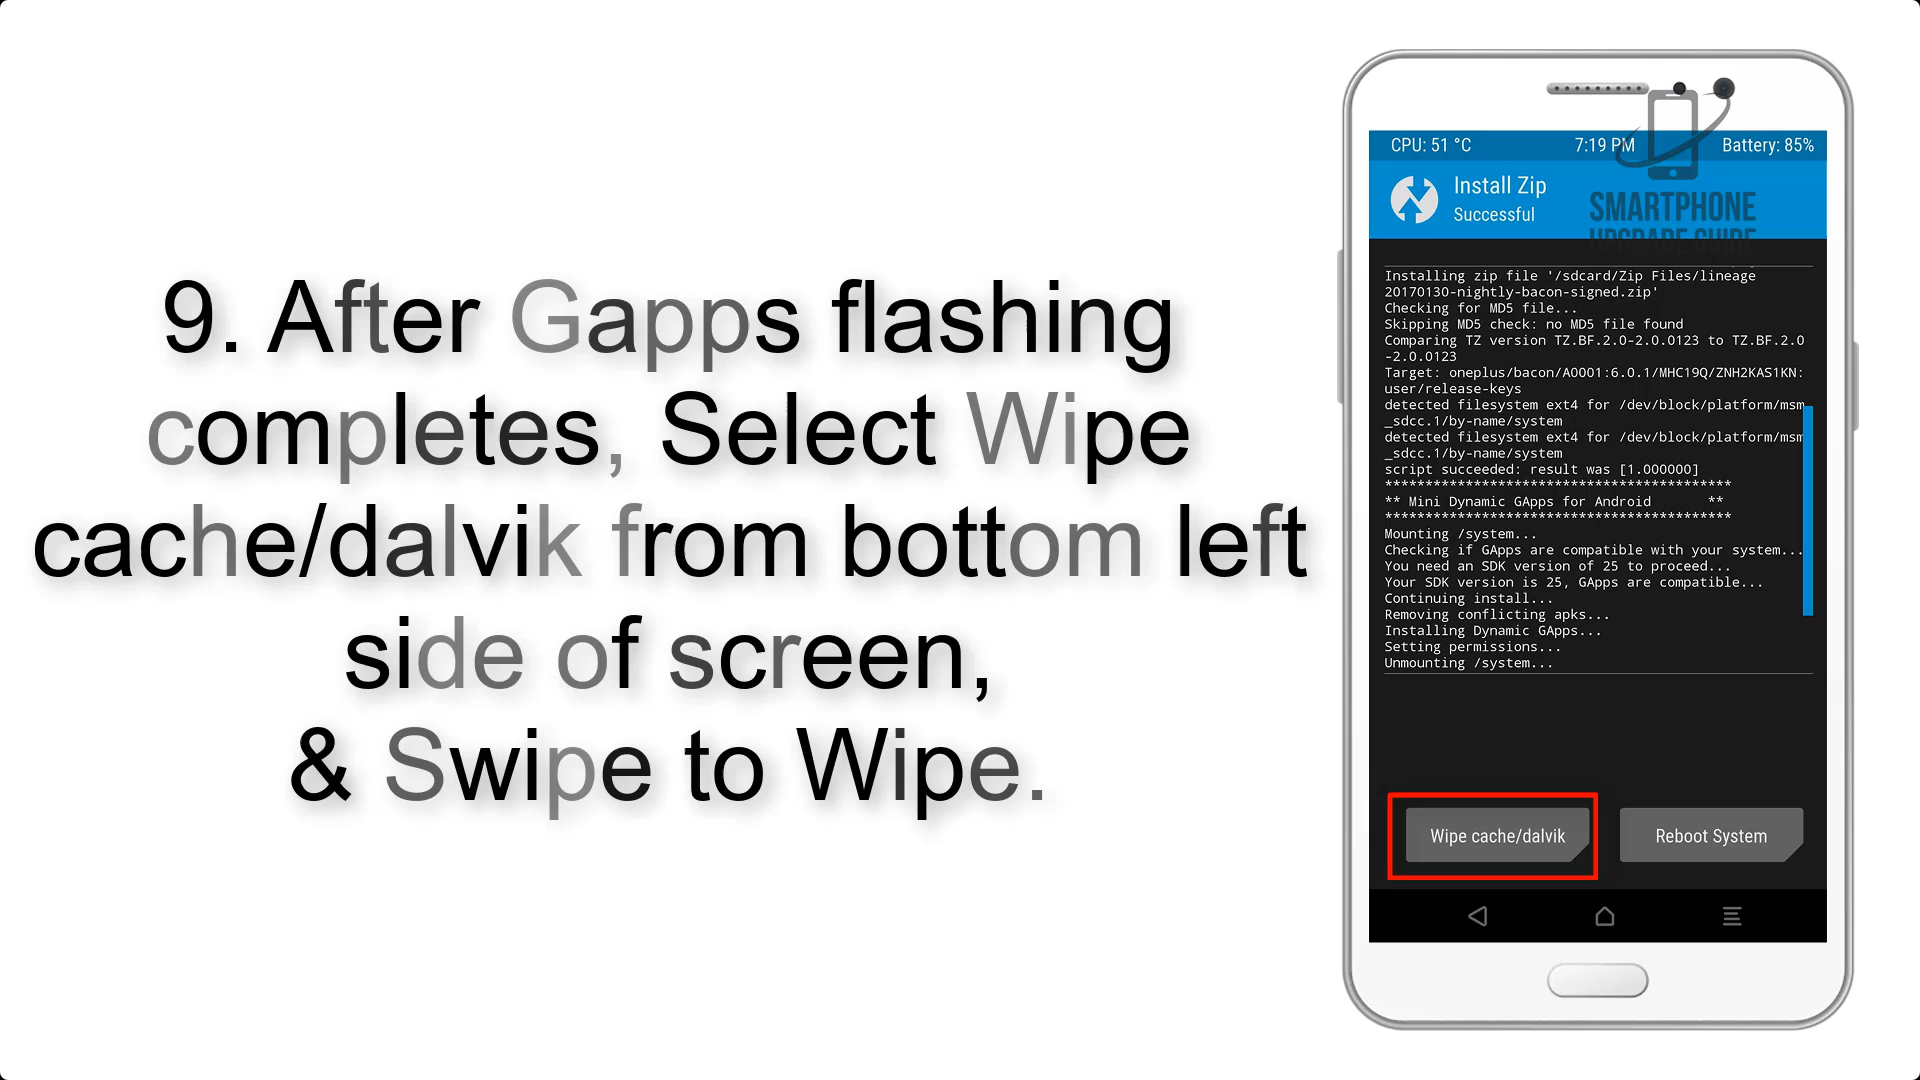 9. After Gapps flashing
completes, Select Wipe
cache/dalvik from bottom left
side of screen,
& Swipe to Wipe.
CPU: 51 °C 7:19 PM Battery: 85%
Install Zip
Successful
SMARTPHONE
UPGRADE GUIDE
Installing zip file '/sdcard/Zip Files/lineage
20170130-nightly-bacon-signed.zip'
Checking for MD5 file...
Skipping MD5 check: no MD5 file found
Comparing TZ version TZ.BF.2.0-2.0.0123 to TZ.BF.2.0
-2.0.0123
Target: oneplus/bacon/A0001:6.0.1/MHC19Q/ZNH2KAS1KN:
user/release-keys
detected filesystem ext4 for /dev/block/platform/msm
_sdcc.1/by-name/system
detected filesystem ext4 for /dev/block/platform/msm
_sdcc.1/by-name/system
script succeeded: result was [1.000000]
*******************************************
** Mini Dynamic GApps for Android **
*******************************************
Mounting /system...
Checking if GApps are compatible with your system...
You need an SDK version of 25 to proceed...
Your SDK version is 25, GApps are compatible...
Continuing install...
Removing conflicting apks...
Installing Dynamic GApps...
Setting permissions...
Unmounting /system...
Wipe cache/dalvik Reboot System